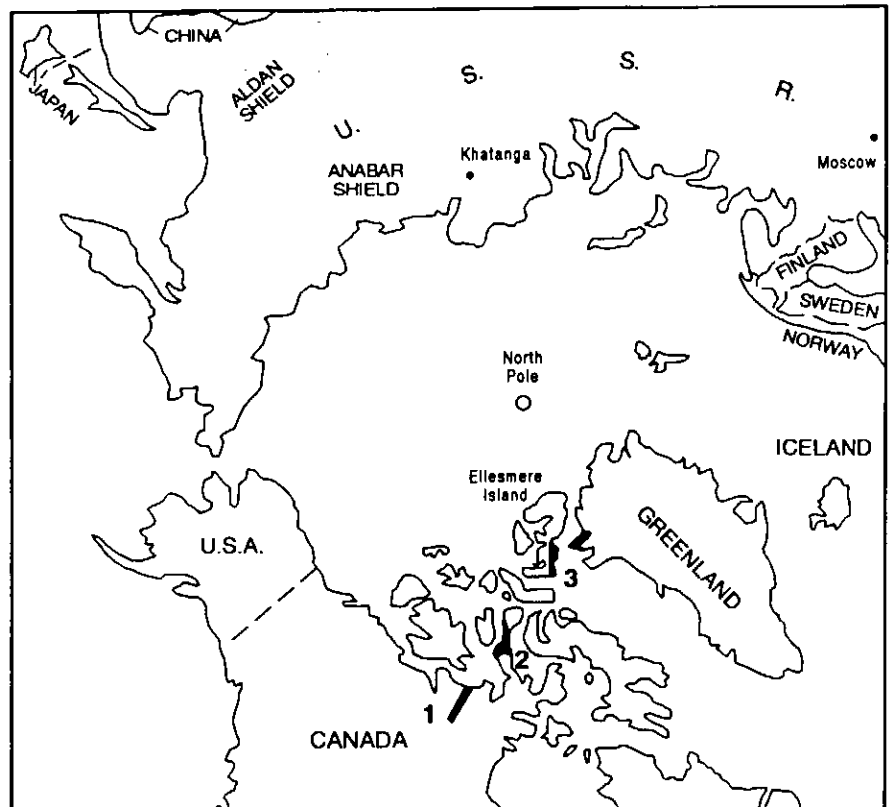 CHINA
JAPAN
ALDAN
SHIELD
U. S. S. R.
ANABAR
SHIELD
Khatanga
Moscow
FINLAND
SWEDEN
NORWAY
North
Pole
ICELAND
Ellesmere
Island
U.S.A.
GREENLAND
3
2
1
CANADA